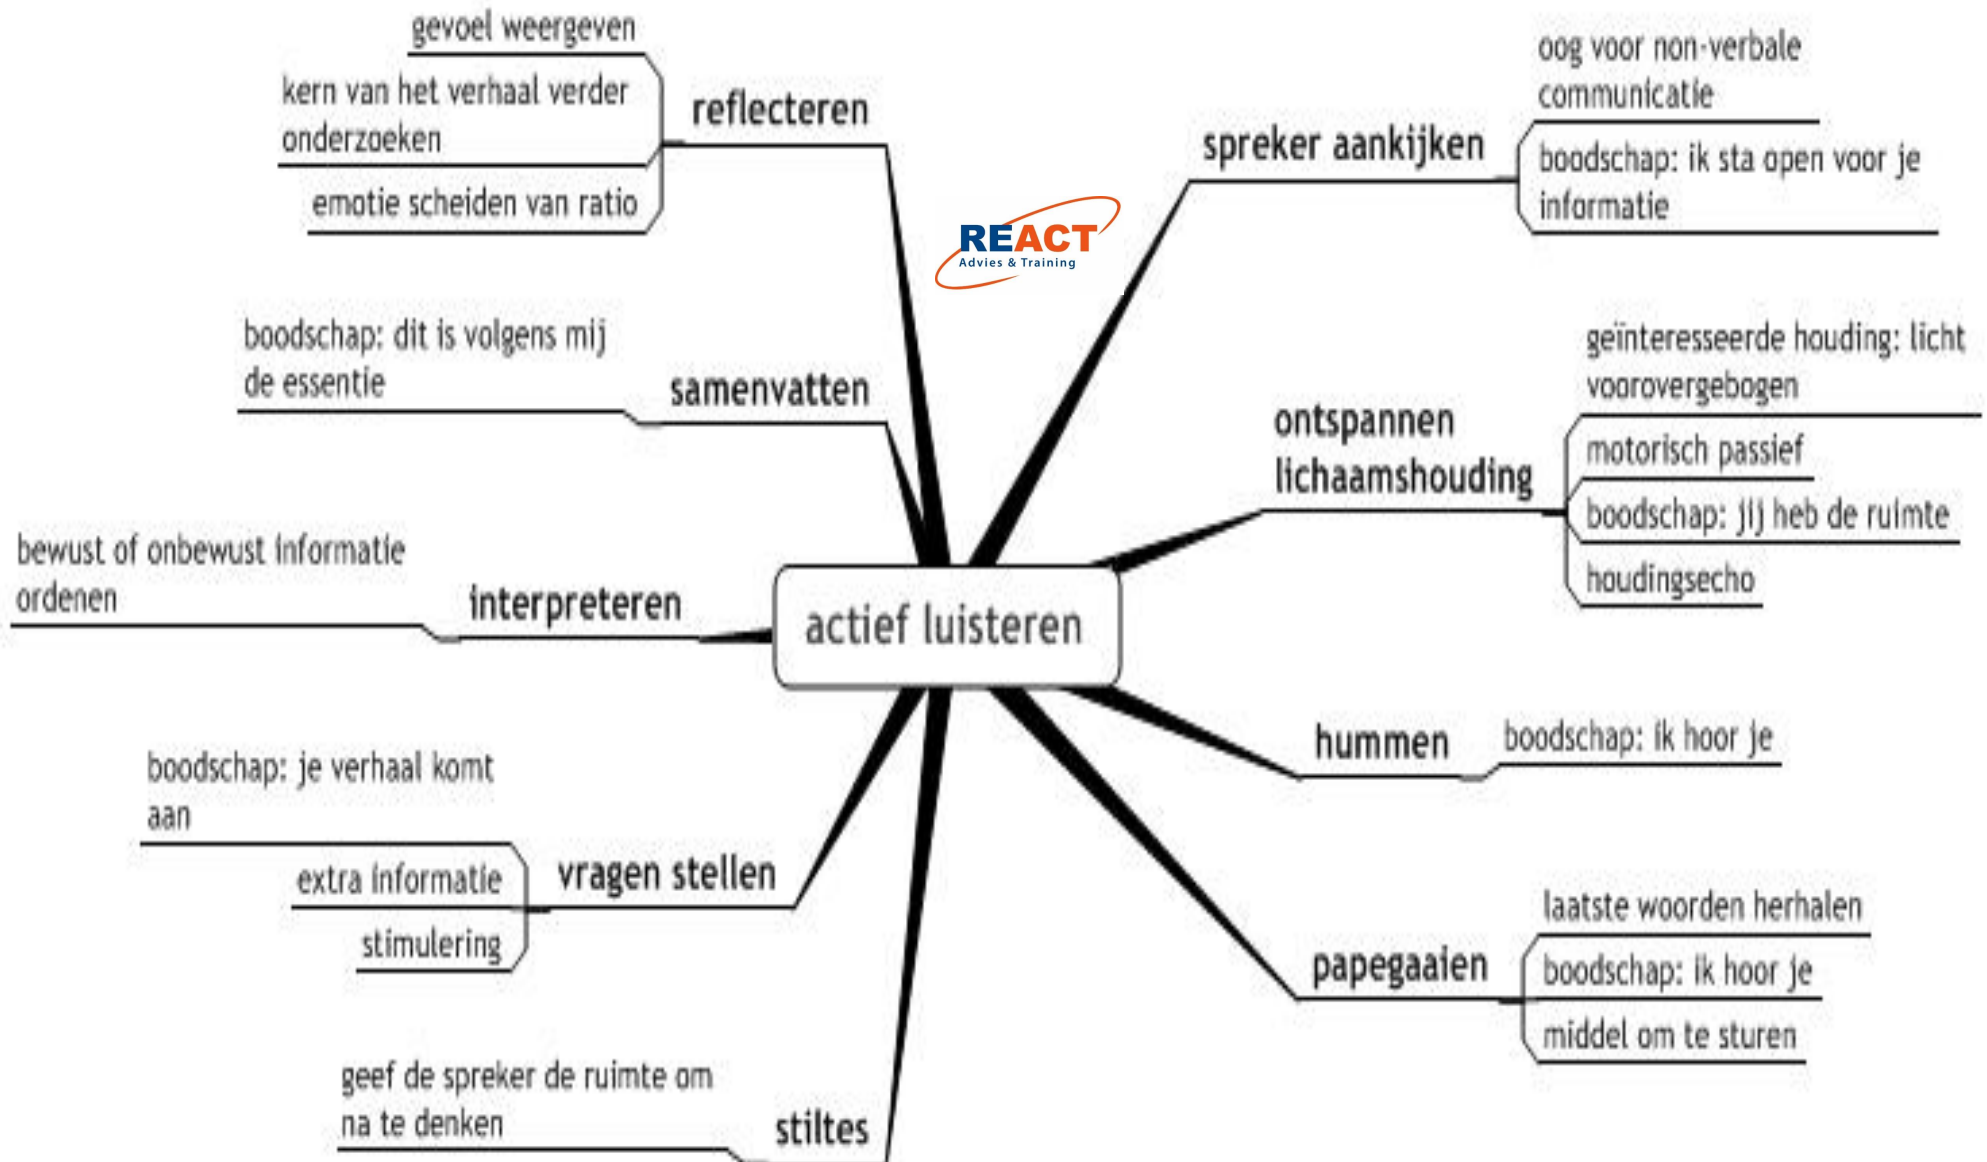 gevoel weergeven
kern van het verhaal verder
onderzoeken
emotie scheiden van ratio
reflecteren
boodschap: dit is volgens mij
de essentie
samenvatten
bewust of onbewust informatie
ordenen
interpreteren
boodschap: je verhaal komt
aan
extra informatie
stimulering
vragen stellen
geef de spreker de ruimte om
na te denken
stiltes
REACT
Advies & Training
actief luisteren
spreker aankijken
oog voor non-verbale
communicatie
boodschap: ik sta open voor je
informatie
ontspannen
lichaamshouding
geïnteresseerde houding: licht
voorovergebogen
motorisch passief
boodschap: jij heb de ruimte
houdingsecho
hummen
boodschap: ik hoor je
papegaaien
laatste woorden herhalen
boodschap: ik hoor je
middel om te sturen